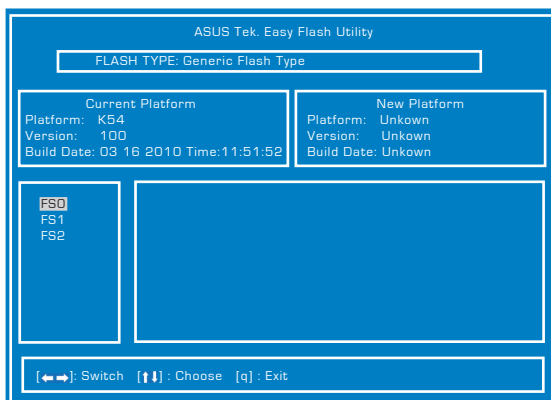 ASUS Tek. Easy Flash Utility
FLASH TYPE: Generic Flash Type
Current Platform
Platform: K54
Version: 100
Build Date: 03 16 2010 Time:11:51:52
New Platform
Platform: Unkown
Version: Unkown
Build Date: Unkown
FS0
FS1
FS2
[←→]: Switch [↑↓] : Choose [q] : Exit